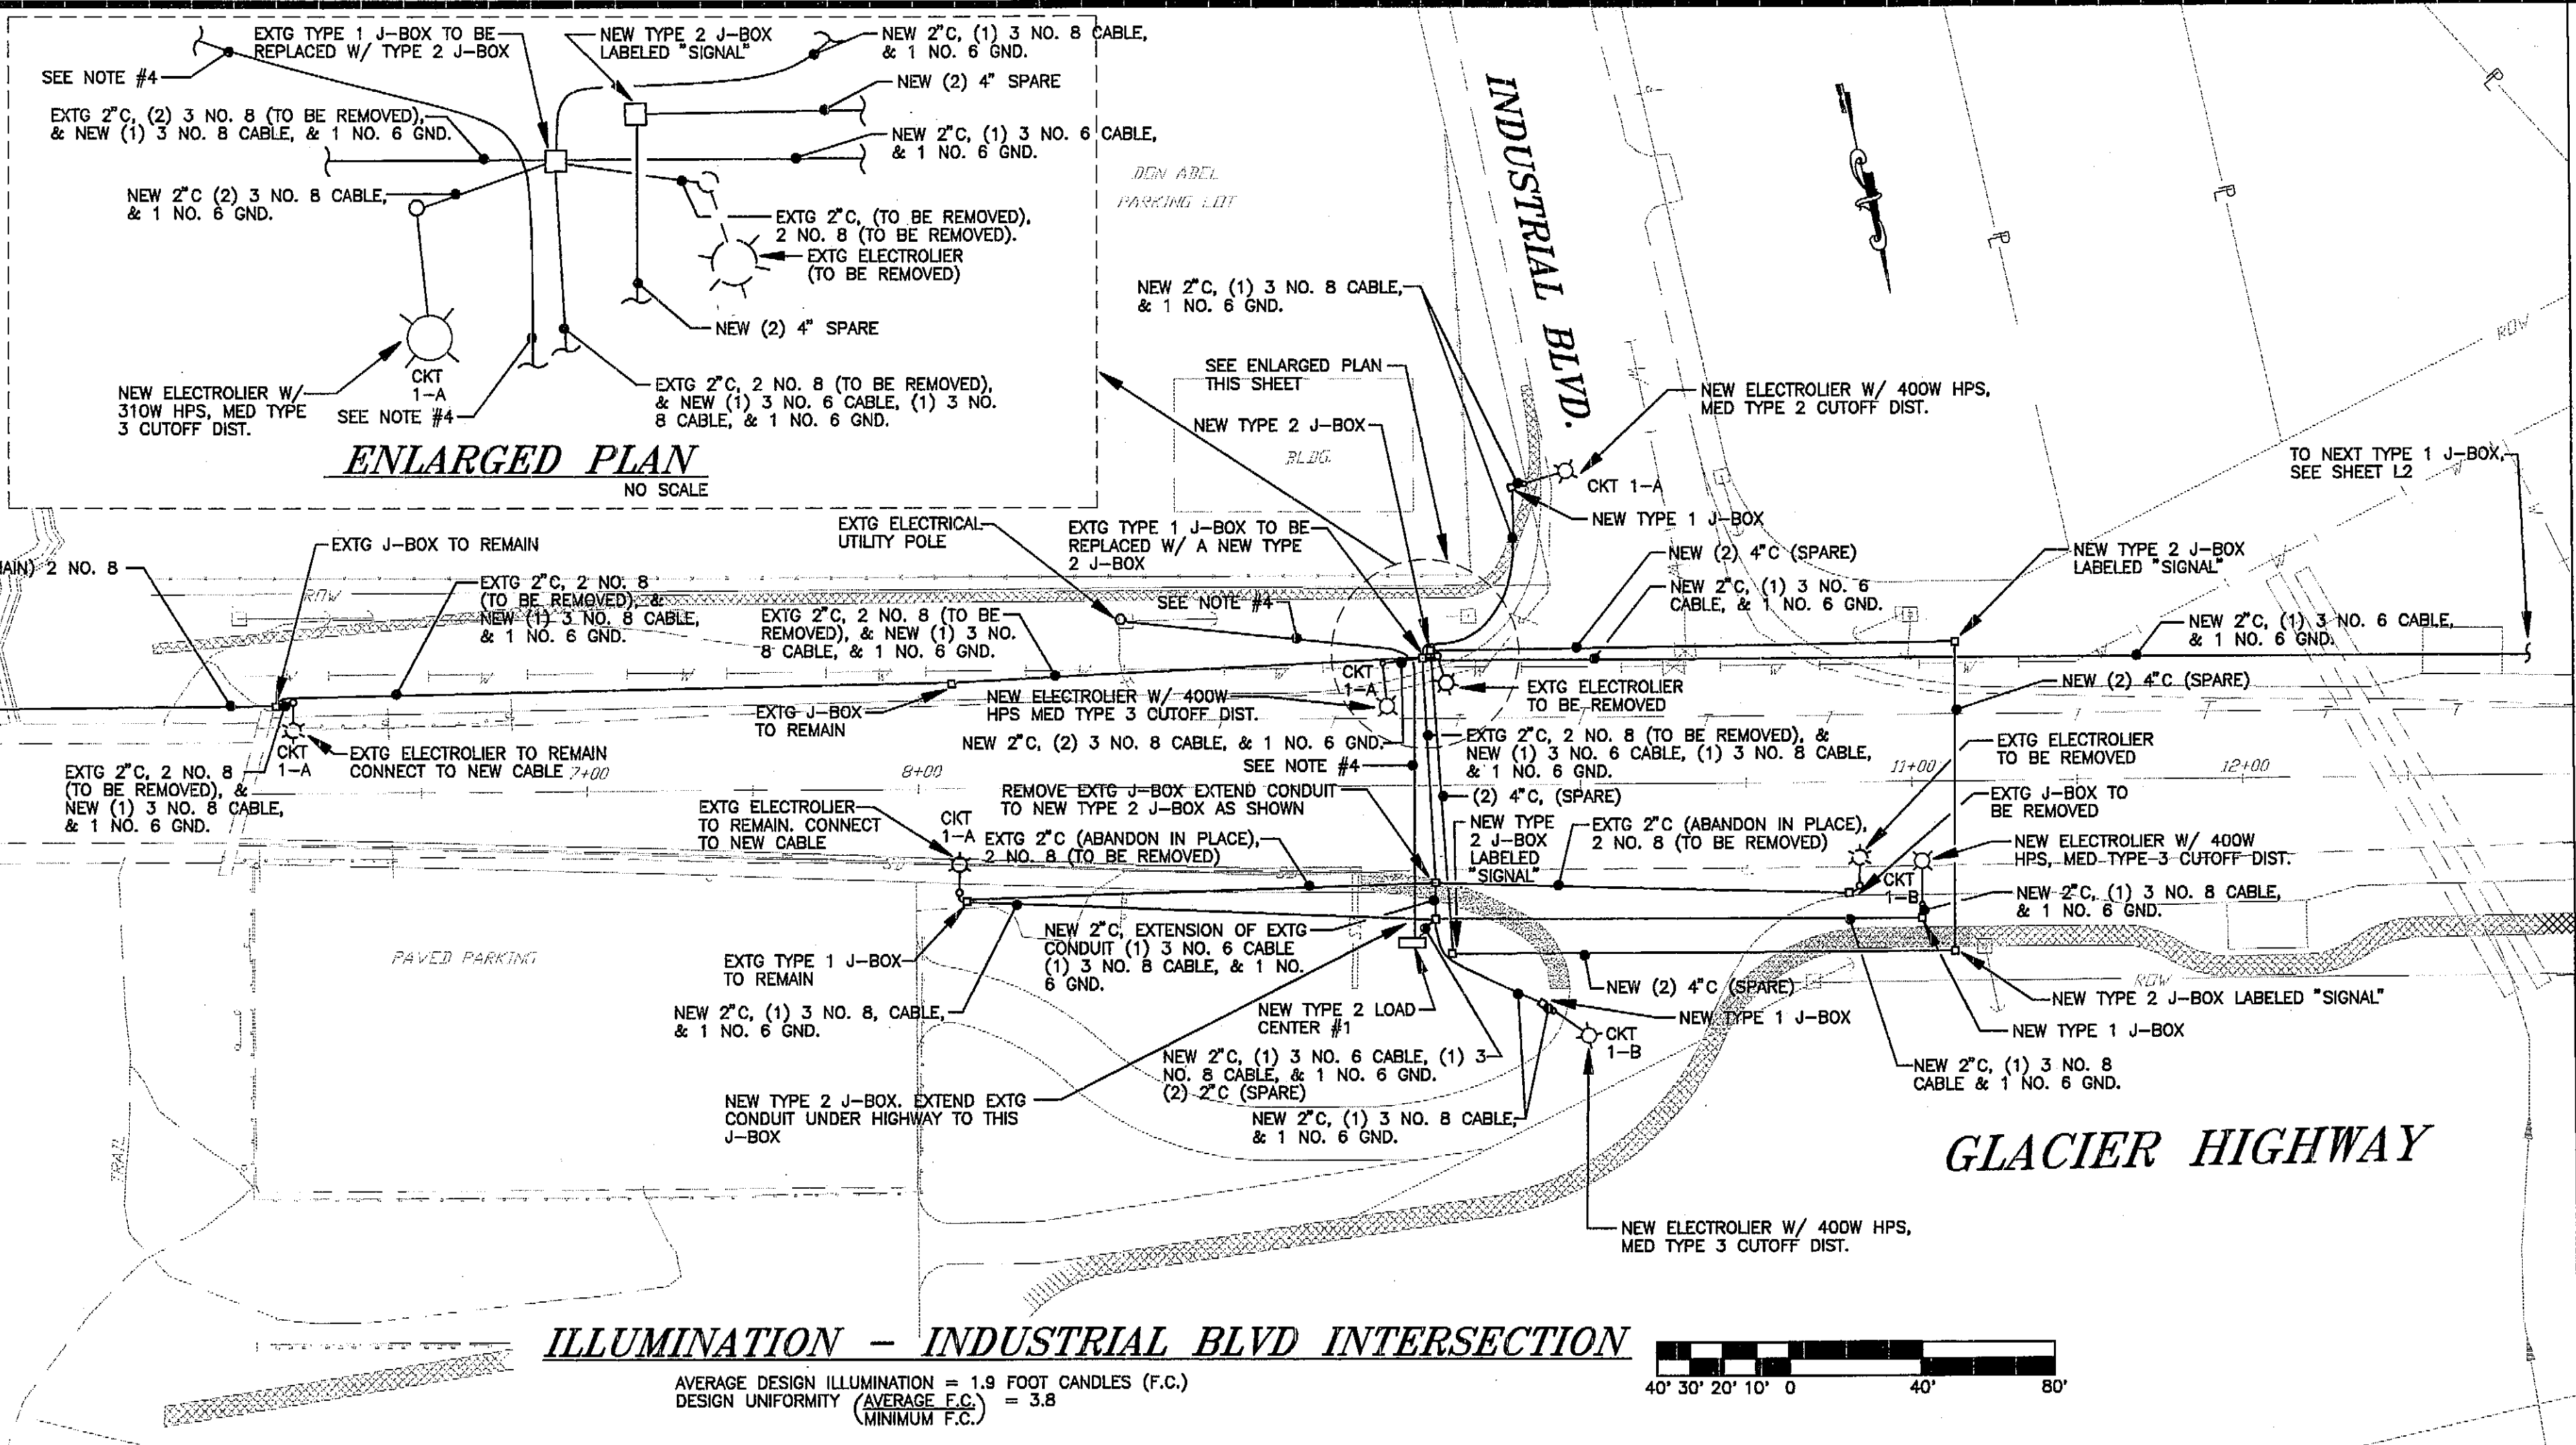 EXTG TYPE 1 J-BOX TO BE
REPLACED W/ TYPE 2 J-BOX
NEW TYPE 2 J-BOX
LABELED "SIGNAL"
NEW 2"C, (1) 3 NO. 8 CABLE,
& 1 NO. 6 GND.
SEE NOTE #4
NEW (2) 4" SPARE
EXTG 2"C, (2) 3 NO. 8 (TO BE REMOVED),
& NEW (1) 3 NO. 8 CABLE, & 1 NO. 6 GND.
NEW 2"C, (1) 3 NO. 6 CABLE,
& 1 NO. 6 GND.
NEW 2"C (2) 3 NO. 8 CABLE,
& 1 NO. 6 GND.
EXTG 2"C, (TO BE REMOVED),
2 NO. 8 (TO BE REMOVED).
EXTG ELECTROLIER
(TO BE REMOVED)
NEW (2) 4" SPARE
CKT
1-A
NEW ELECTROLIER W/
310W HPS, MED TYPE
3 CUTOFF DIST.
SEE NOTE #4
EXTG 2"C, 2 NO. 8 (TO BE REMOVED),
& NEW (1) 3 NO. 6 CABLE, (1) 3 NO.
8 CABLE, & 1 NO. 6 GND.
ENLARGED PLAN
NO SCALE
DON ABEL
PARKING LOT
INDUSTRIAL BLVD.
PL
PL
PL
ROW
NEW 2"C, (1) 3 NO. 8 CABLE,
& 1 NO. 6 GND.
SEE ENLARGED PLAN
THIS SHEET
NEW TYPE 2 J-BOX
BLDG.
NEW ELECTROLIER W/ 400W HPS,
MED TYPE 2 CUTOFF DIST.
CKT 1-A
NEW TYPE 1 J-BOX
TO NEXT TYPE 1 J-BOX,
SEE SHEET L2
EXTG J-BOX TO REMAIN
AIN) 2 NO. 8
EXTG ELECTRICAL
UTILITY POLE
EXTG TYPE 1 J-BOX TO BE
REPLACED W/ A NEW TYPE
2 J-BOX
NEW (2) 4"C (SPARE)
NEW TYPE 2 J-BOX
LABELED "SIGNAL"
ROW
EXTG 2"C, 2 NO. 8
(TO BE REMOVED), &
NEW (1) 3 NO. 8 CABLE,
& 1 NO. 6 GND.
EXTG 2"C, 2 NO. 8 (TO BE
REMOVED), & NEW (1) 3 NO.
8 CABLE, & 1 NO. 6 GND.
SEE NOTE #4
NEW 2"C, (1) 3 NO. 6
CABLE, & 1 NO. 6 GND.
NEW 2"C, (1) 3 NO. 6 CABLE,
& 1 NO. 6 GND.
CKT
1-A
NEW ELECTROLIER W/ 400W
HPS MED TYPE 3 CUTOFF DIST.
EXTG J-BOX
TO REMAIN
EXTG ELECTROLIER
TO BE REMOVED
NEW (2) 4"C (SPARE)
CKT
1-A
EXTG ELECTROLIER TO REMAIN
CONNECT TO NEW CABLE
7+00
8+00
11+00
12+00
NEW 2"C, (2) 3 NO. 8 CABLE, & 1 NO. 6 GND.
SEE NOTE #4
EXTG 2"C, 2 NO. 8 (TO BE REMOVED), &
NEW (1) 3 NO. 6 CABLE, (1) 3 NO. 8 CABLE,
& 1 NO. 6 GND.
EXTG ELECTROLIER
TO BE REMOVED
EXTG 2"C, 2 NO. 8
(TO BE REMOVED), &
NEW (1) 3 NO. 8 CABLE,
& 1 NO. 6 GND.
REMOVE EXTG J-BOX EXTEND CONDUIT
TO NEW TYPE 2 J-BOX AS SHOWN
(2) 4"C, (SPARE)
EXTG J-BOX TO
BE REMOVED
EXTG ELECTROLIER
TO REMAIN. CONNECT
TO NEW CABLE
CKT
1-A
EXTG 2"C (ABANDON IN PLACE),
2 NO. 8 (TO BE REMOVED)
NEW TYPE
2 J-BOX
LABELED
"SIGNAL"
EXTG 2"C (ABANDON IN PLACE),
2 NO. 8 (TO BE REMOVED)
NEW ELECTROLIER W/ 400W
HPS, MED TYPE 3 CUTOFF DIST.
CKT
1-B
NEW 2"C, (1) 3 NO. 8 CABLE,
& 1 NO. 6 GND.
PAVED PARKING
EXTG TYPE 1 J-BOX
TO REMAIN
NEW 2"C, EXTENSION OF EXTG
CONDUIT (1) 3 NO. 6 CABLE
(1) 3 NO. 8 CABLE, & 1 NO.
6 GND.
NEW (2) 4"C (SPARE)
ROW
NEW TYPE 2 J-BOX LABELED "SIGNAL"
NEW 2"C, (1) 3 NO. 8, CABLE,
& 1 NO. 6 GND.
NEW TYPE 2 LOAD
CENTER #1
NEW TYPE 1 J-BOX
NEW TYPE 1 J-BOX
CKT
1-B
NEW 2"C, (1) 3 NO. 6 CABLE, (1) 3
NO. 8 CABLE, & 1 NO. 6 GND.
(2) 2"C (SPARE)
NEW 2"C, (1) 3 NO. 8
CABLE & 1 NO. 6 GND.
NEW TYPE 2 J-BOX. EXTEND EXTG
CONDUIT UNDER HIGHWAY TO THIS
J-BOX
NEW 2"C, (1) 3 NO. 8 CABLE,
& 1 NO. 6 GND.
TRAIL
GLACIER HIGHWAY
NEW ELECTROLIER W/ 400W HPS,
MED TYPE 3 CUTOFF DIST.
ILLUMINATION - INDUSTRIAL BLVD INTERSECTION
40' 30' 20' 10' 0 40' 80'
AVERAGE DESIGN ILLUMINATION = 1.9 FOOT CANDLES (F.C.)
DESIGN UNIFORMITY (AVERAGE F.C. / MINIMUM F.C.) = 3.8